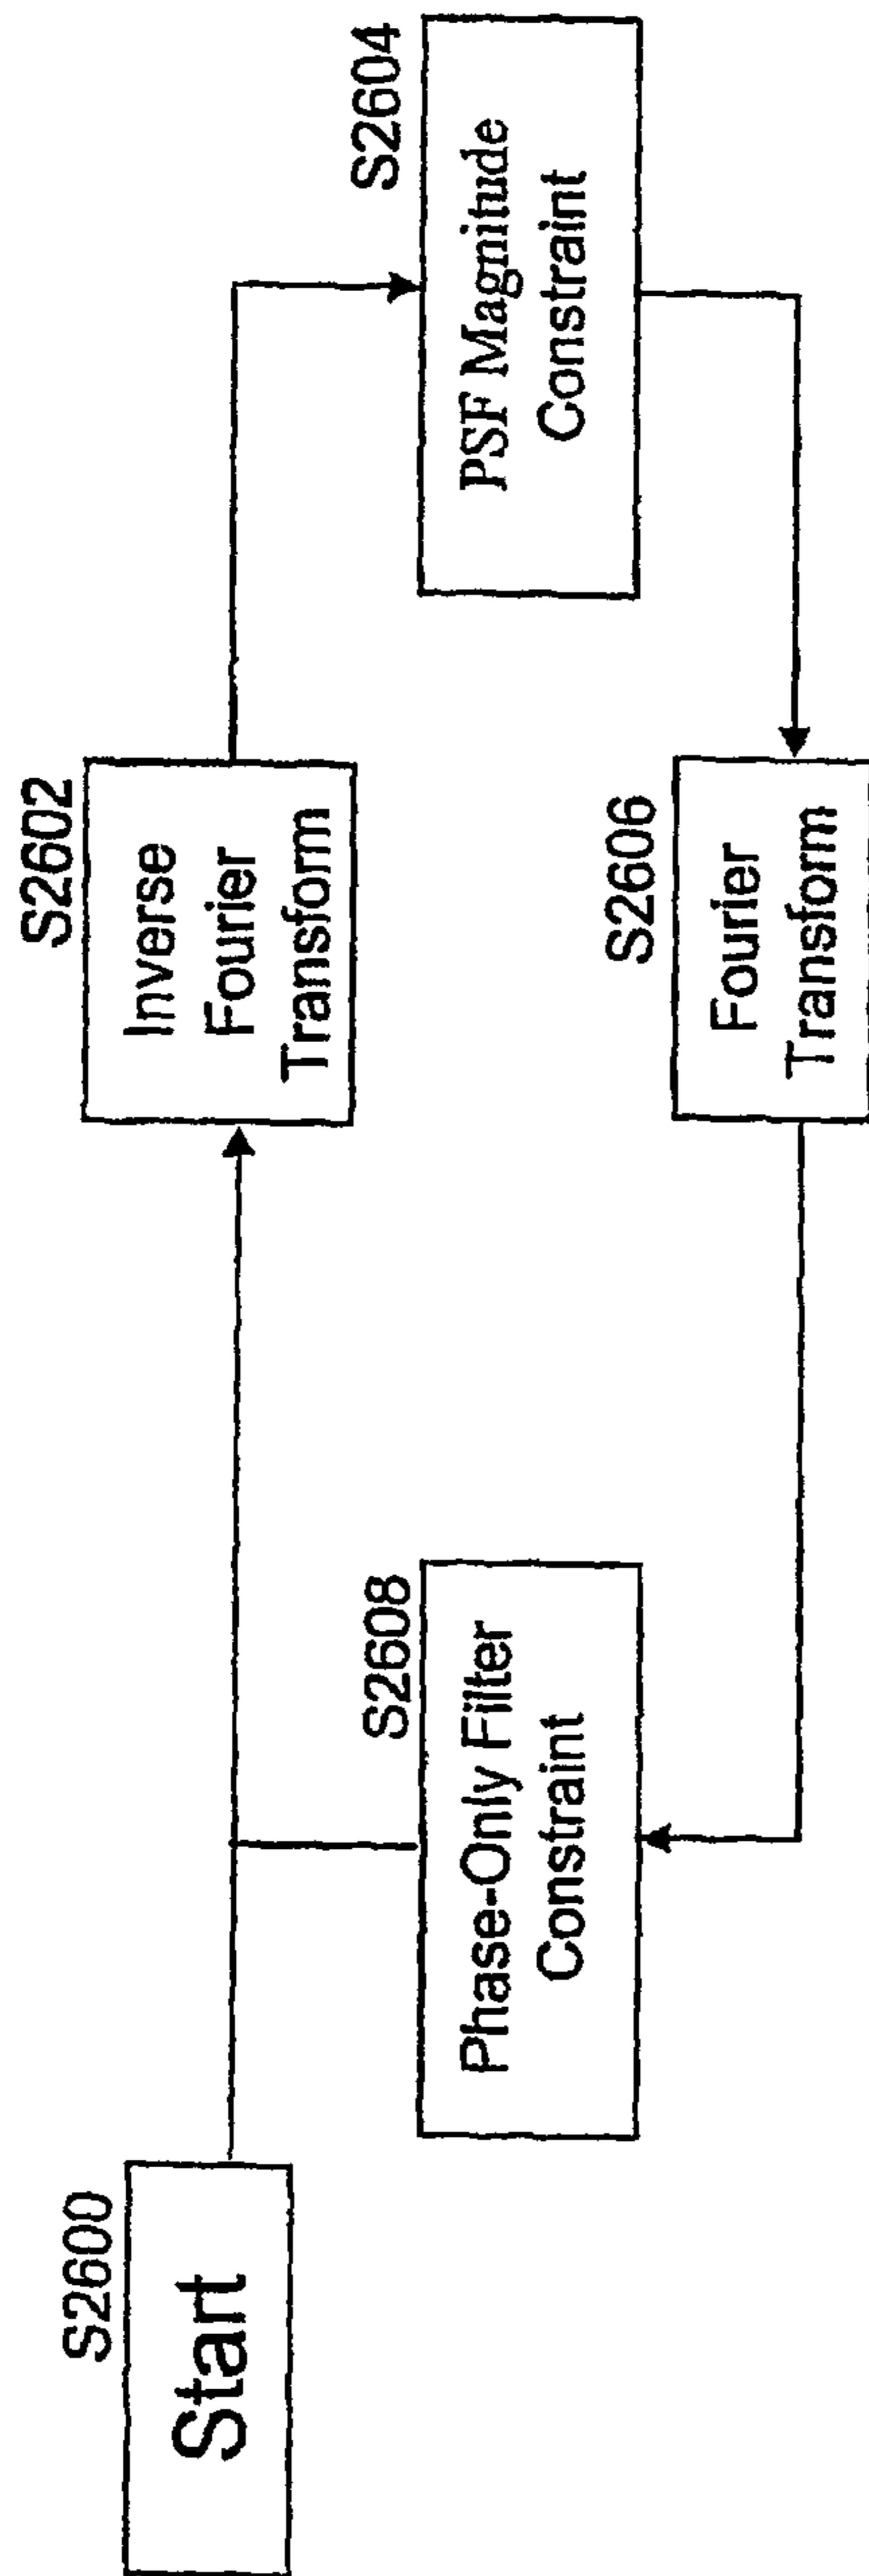 S2600
Start
S2602
Inverse
Fourier
Transform
S2604
PSF Magnitude
Constraint
S2606
Fourier
Transform
S2608
Phase-Only Filter
Constraint